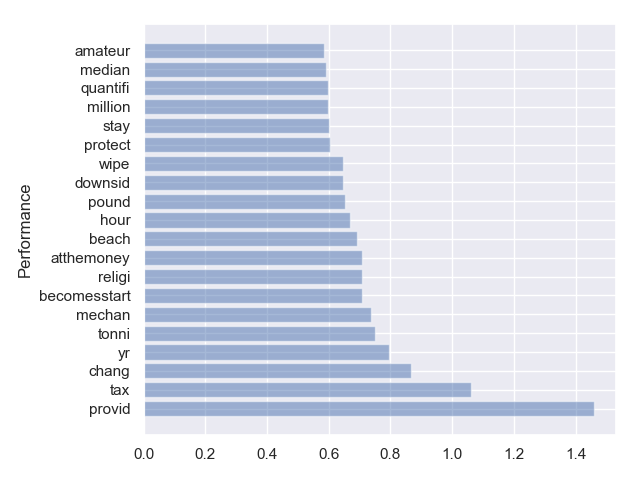 Performance
amateur
median
quantifi
million
stay
protect
wipe
downsid
pound
hour
beach
atthemoney
religi
becomesstart
mechan
tonni
yr
chang
tax
provid
0.0 0.2 0.4 0.6 0.8 1.0 1.2 1.4